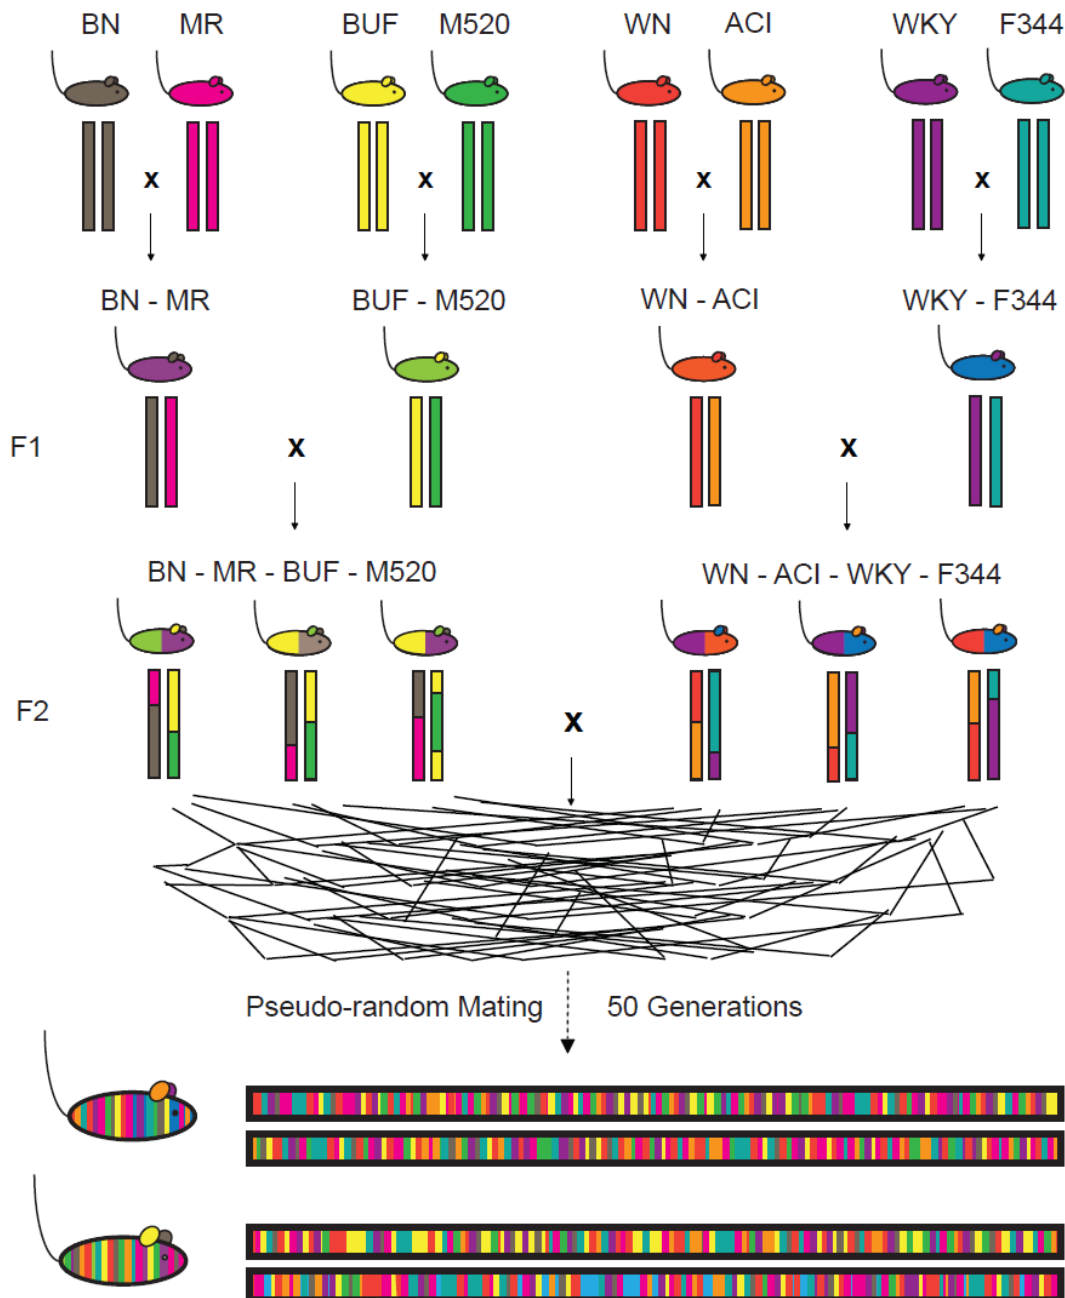 BN MR BUF M520 WN ACI WKY F344
x x x x
BN - MR BUF - M520 WN - ACI WKY - F344
F1 x x
BN - MR - BUF - M520 WN - ACI - WKY - F344
F2 x
Pseudo-random Mating 50 Generations